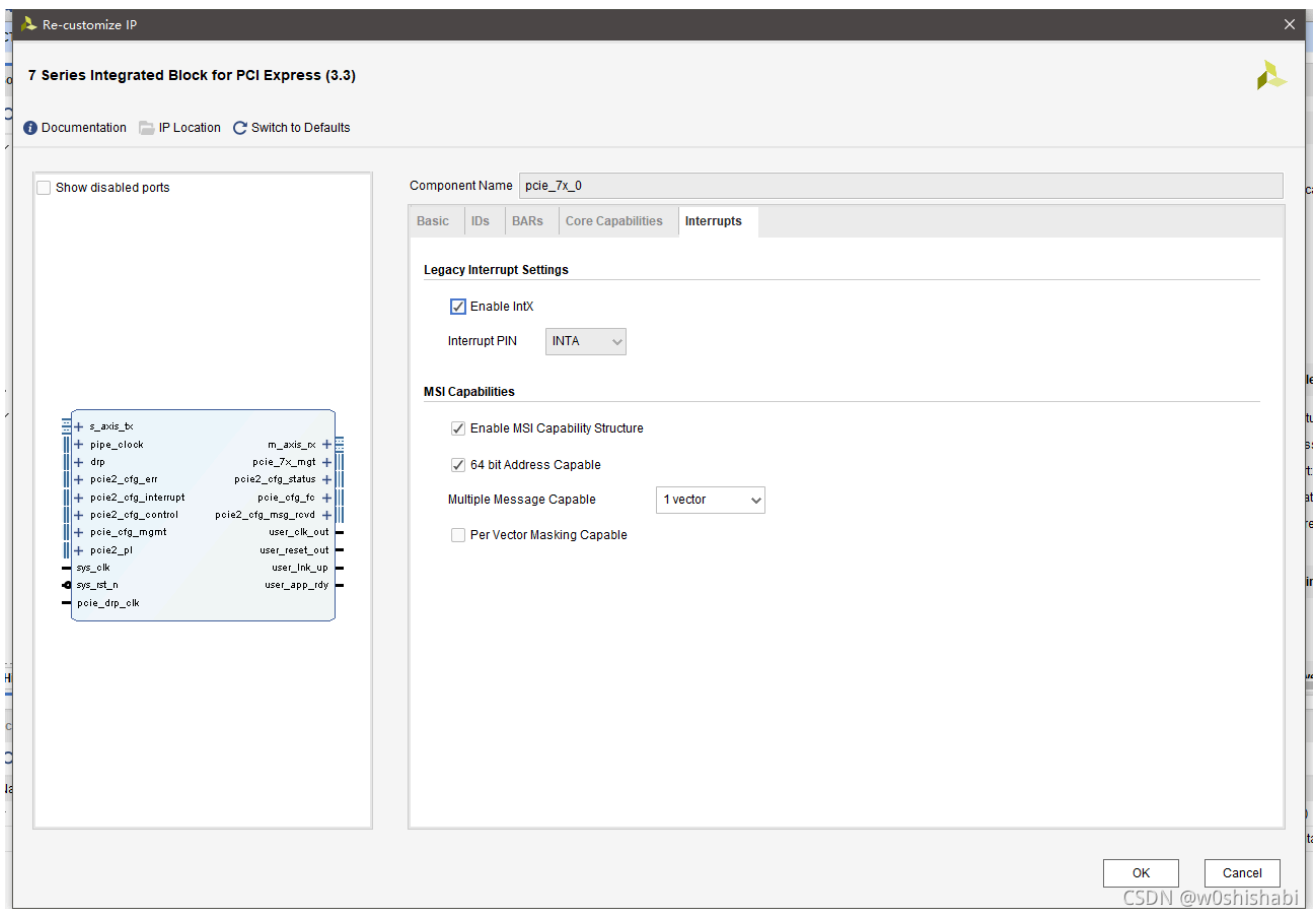 Re-customize IP
7 Series Integrated Block for PCI Express (3.3)
Documentation IP Location Switch to Defaults
Show disabled ports
Component Name pcie_7x_0
Basic IDs BARs Core Capabilities Interrupts
Legacy Interrupt Settings
Enable IntX
Interrupt PIN INTA
MSI Capabilities
Enable MSI Capability Structure
64 bit Address Capable
Multiple Message Capable 1 vector
Per Vector Masking Capable
s_axis_tx
pipe_clock m_axis_rx
drp pcie_7x_mgt
pcie2_cfg_err pcie2_cfg_status
pcie2_cfg_interrupt pcie_cfg_fc
pcie2_cfg_control pcie2_cfg_msg_rcvd
pcie_cfg_mgmt user_clk_out
pcie2_pl user_reset_out
sys_clk user_lnk_up
sys_rst_n user_app_rdy
pcie_drp_clk
OK Cancel
CSDN @w0shishabi